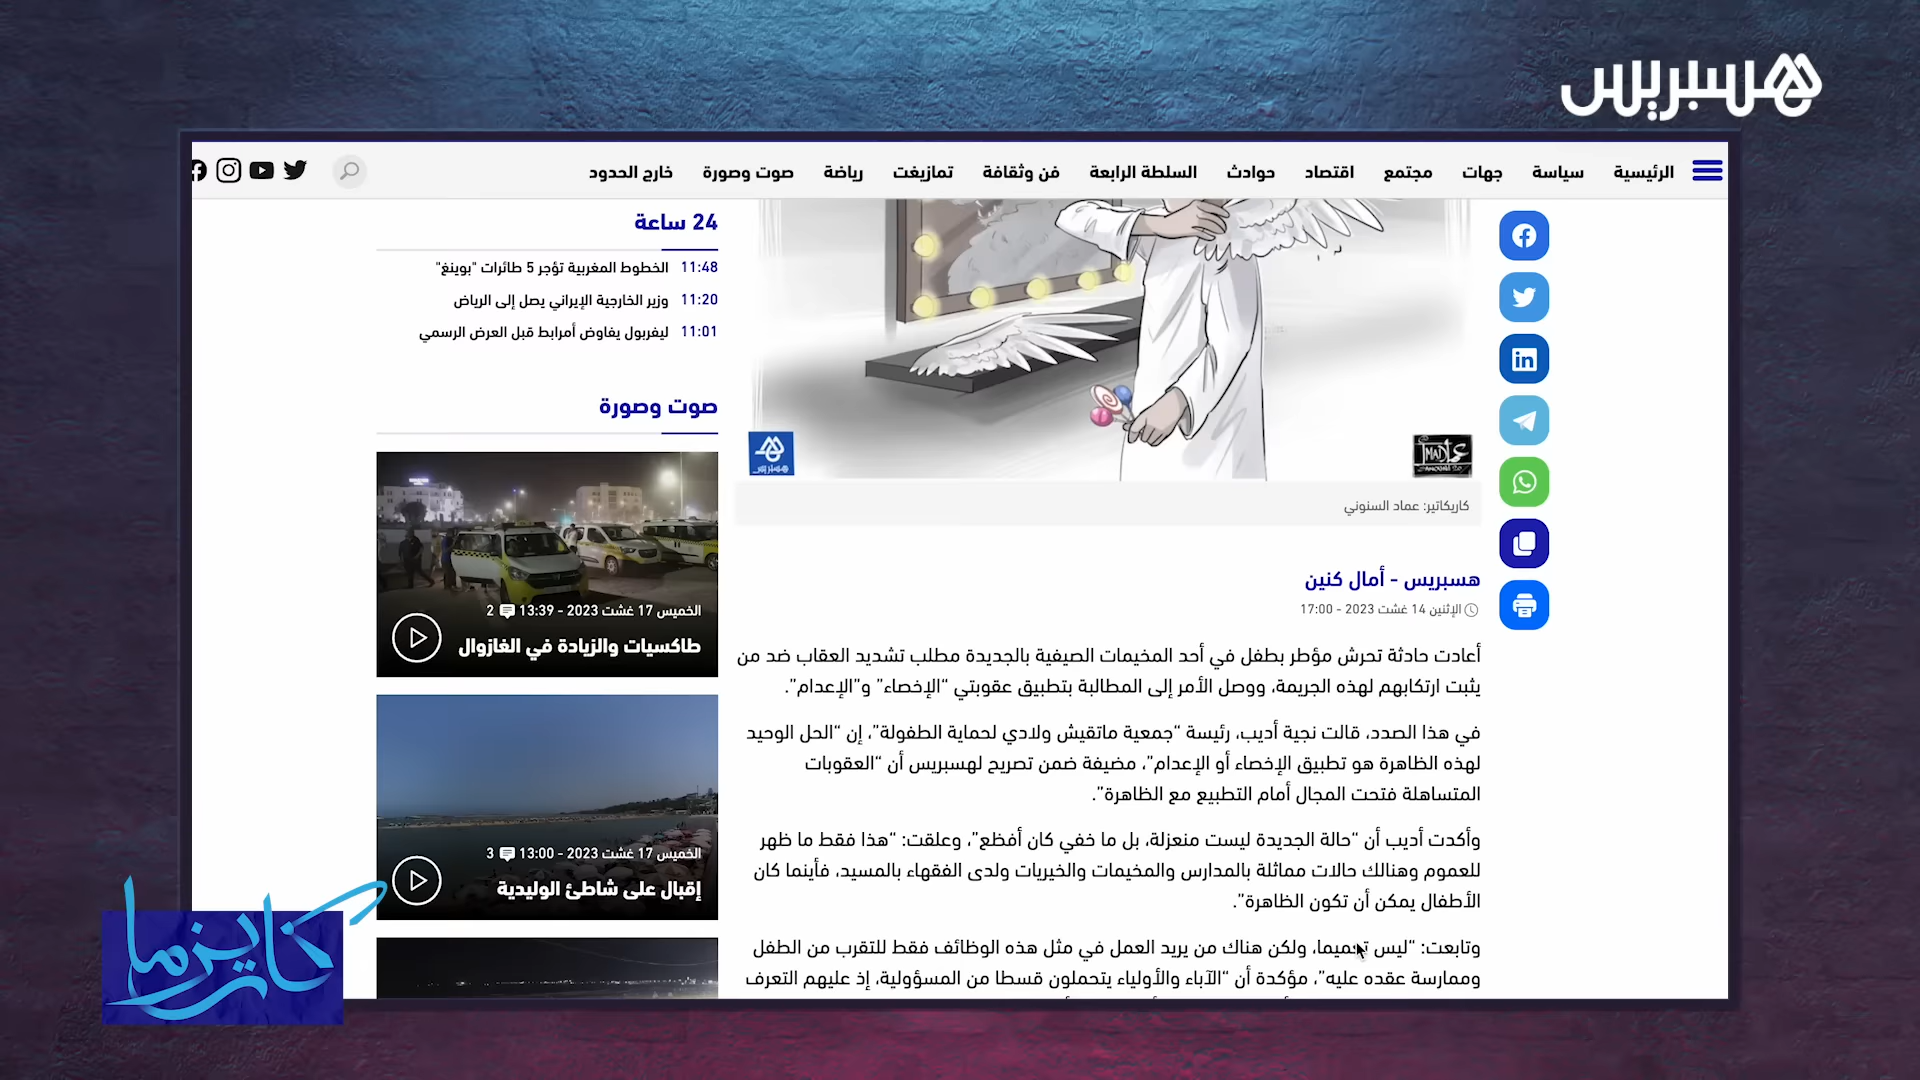 هسبريس
الرئيسية سياسة جهات مجتمع اقتصاد حوادث السلطة الرابعة فن وثقافة تمازيغت رياضة صوت وصورة خارج الحدود
هسبريس
كاريكاتير: عماد السنوني
هسبريس - أمال كنين
الإثنين 14 غشت 2023 - 17:00
أعادت حادثة تحرش مؤطر بطفل في أحد المخيمات الصيفية بالجديدة مطلب تشديد العقاب ضد من
يثبت ارتكابهم لهذه الجريمة، ووصل الأمر إلى المطالبة بتطبيق عقوبتي “الإخصاء” و"الإعدام”.
في هذا الصدد، قالت نجية أديب، رئيسة “جمعية ماتقيش ولادي لحماية الطفولة”، إن “الحل الوحيد
لهذه الظاهرة هو تطبيق الإخصاء أو الإعدام”، مضيفة ضمن تصريح لهسبريس أن “العقوبات
المتساهلة فتحت المجال أمام التطبيع مع الظاهرة”.
وأكدت أديب أن “حالة الجديدة ليست منعزلة، بل ما خفي كان أفظع”، وعلقت: “هذا فقط ما ظهر
للعموم وهنالك حالات مماثلة بالمدارس والمخيمات والخيريات ولدى الفقهاء بالمسيد، فأينما كان
الأطفال يمكن أن تكون الظاهرة”.
وتابعت: “ليس تعميما، ولكن هناك من يريد العمل في مثل هذه الوظائف فقط للتقرب من الطفل
وممارسة عقده عليه”، مؤكدة أن “الآباء والأولياء يتحملون قسطا من المسؤولية، إذ عليهم التعرف
24 ساعة
11:48 الخطوط المغربية تؤجر 5 طائرات "بوينغ"
11:20 وزير الخارجية الإيراني يصل إلى الرياض
11:01 ليفربول يفاوض أمرابط قبل العرض الرسمي
صوت وصورة
الخميس 17 غشت 2023 - 13:39 2
طاكسيات والزيادة في الغازوال
الخميس 17 غشت 2023 - 13:00 3
إقبال على شاطئ الوليدية
كاريزما